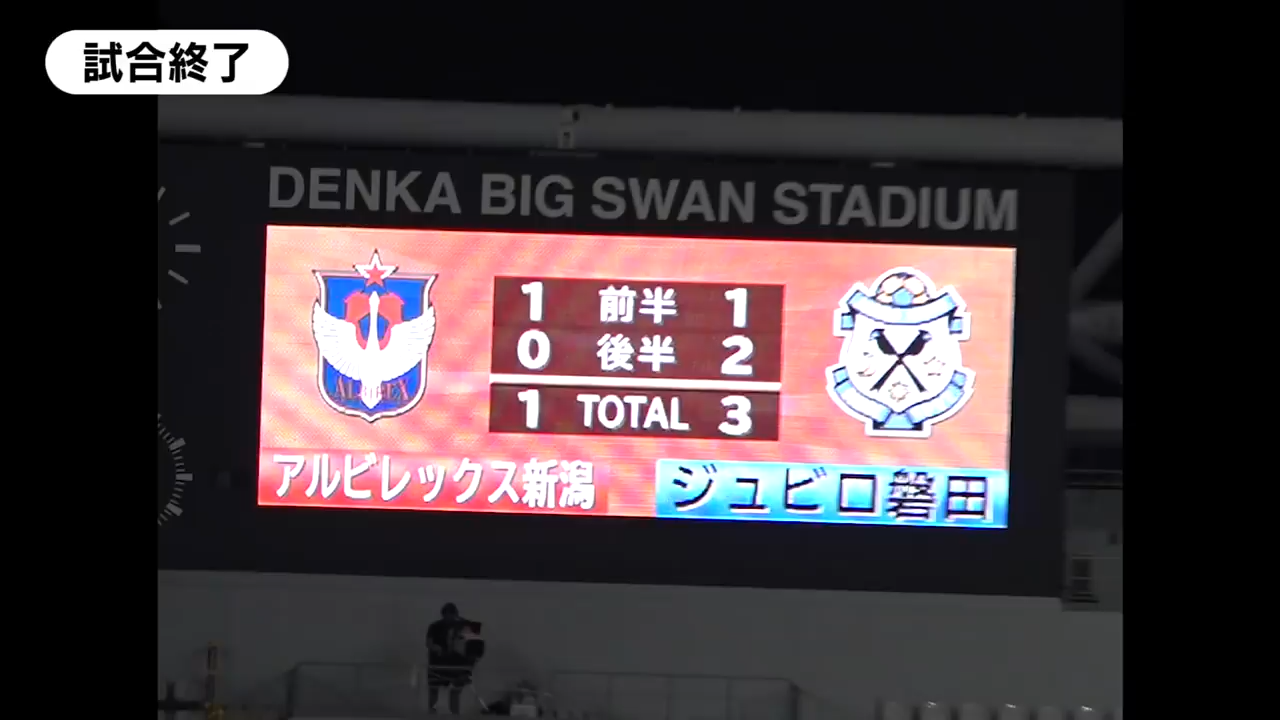 試合終了
DENKA BIG SWAN STADIUM
1 前半 1
0 後半 2
1 TOTAL 3
アルビレックス新潟
ジュビロ磐田